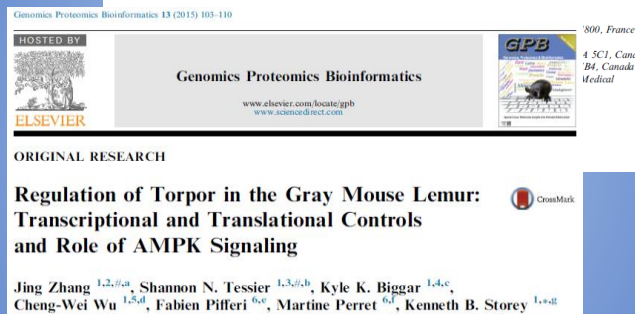 Genomics Proteomics Bioinformatics 13 (2015) 103–110
HOSTED BY
ELSEVIER
Genomics Proteomics Bioinformatics
www.elsevier.com/locate/gpb
www.sciencedirect.com
GPB
'800, France
5C1, Cana
B4, Canada
Medical
ORIGINAL RESEARCH
Regulation of Torpor in the Gray Mouse Lemur:
Transcriptional and Translational Controls
and Role of AMPK Signaling
CrossMark
Jing Zhang 1,2,#,a, Shannon N. Tessier 1,3,#,b, Kyle K. Biggar 1,4,c,
Cheng-Wei Wu 1,5,d, Fabien Pifferi 6,e, Martine Perret 6,f, Kenneth B. Storey 1,*,g